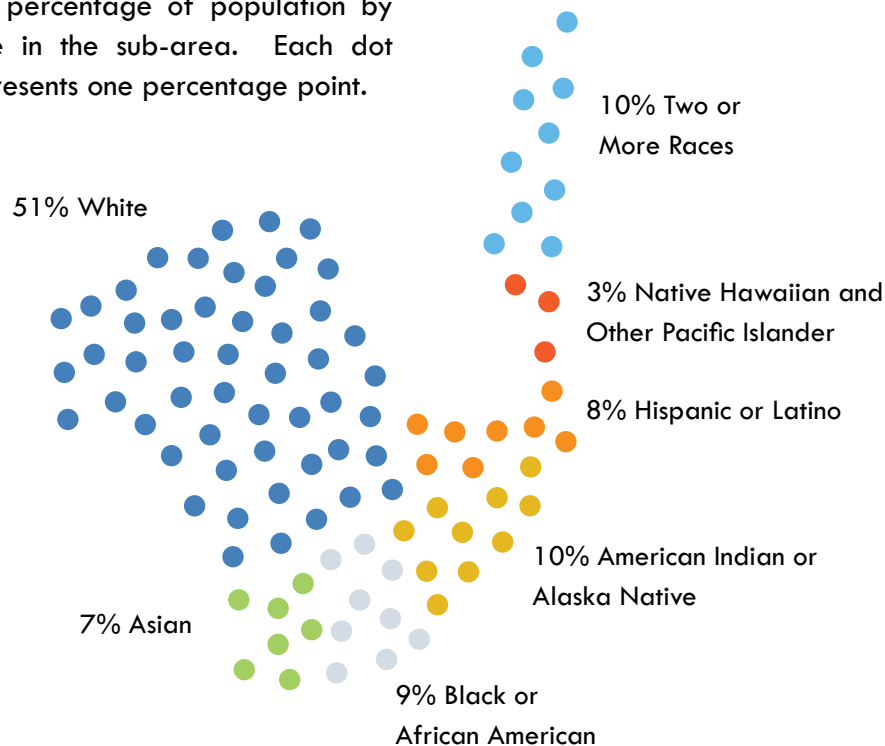 percentage of population by
in the sub-area. Each dot
one percentage point.
10% Two or
More Races
51% White
3% Native Hawaiian and
Other Pacific Islander
8% Hispanic or Latino
10% American Indian or
Alaska Native
7% Asian
9% Black or
African American